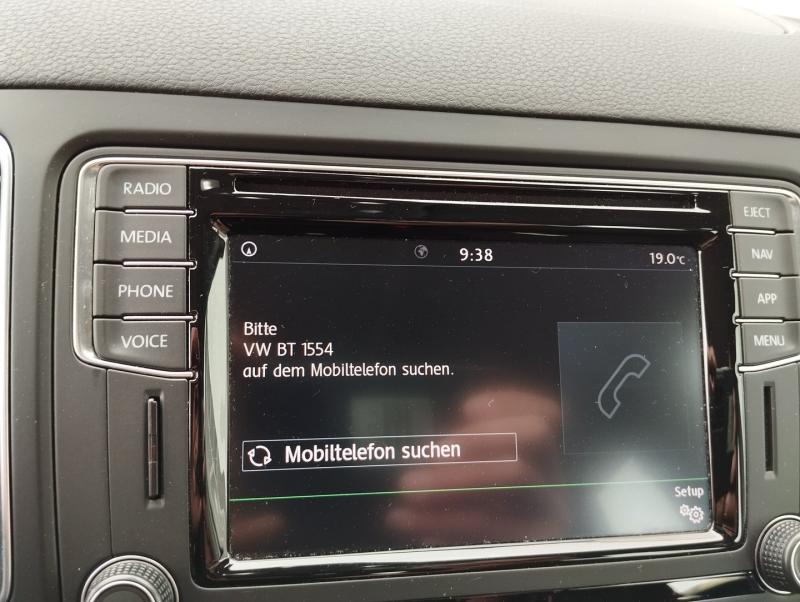 RADIO
MEDIA
PHONE
VOICE
EJECT
NAV
APP
MENU
9:38
19.0°C
Bitte
VW BT 1554
auf dem Mobiltelefon suchen.
Mobiltelefon suchen
Setup